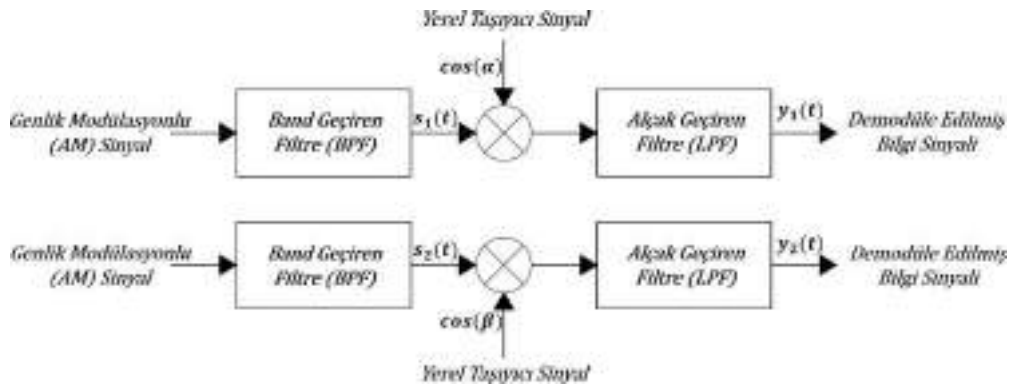 Yerel Taşıyıcı Sinyal
cos(α)
Genlik Modülasyonlu
(AM) Sinyal
Band Geçiren
Filtre (BPF)
s₁(t)
Alçak Geçiren
Filtre (LPF)
y₁(t)
Demodüle Edilmiş
Bilgi Sinyali
Genlik Modülasyonlu
(AM) Sinyal
Band Geçiren
Filtre (BPF)
s₂(t)
Alçak Geçiren
Filtre (LPF)
y₂(t)
Demodüle Edilmiş
Bilgi Sinyali
cos(β)
Yerel Taşıyıcı Sinyal